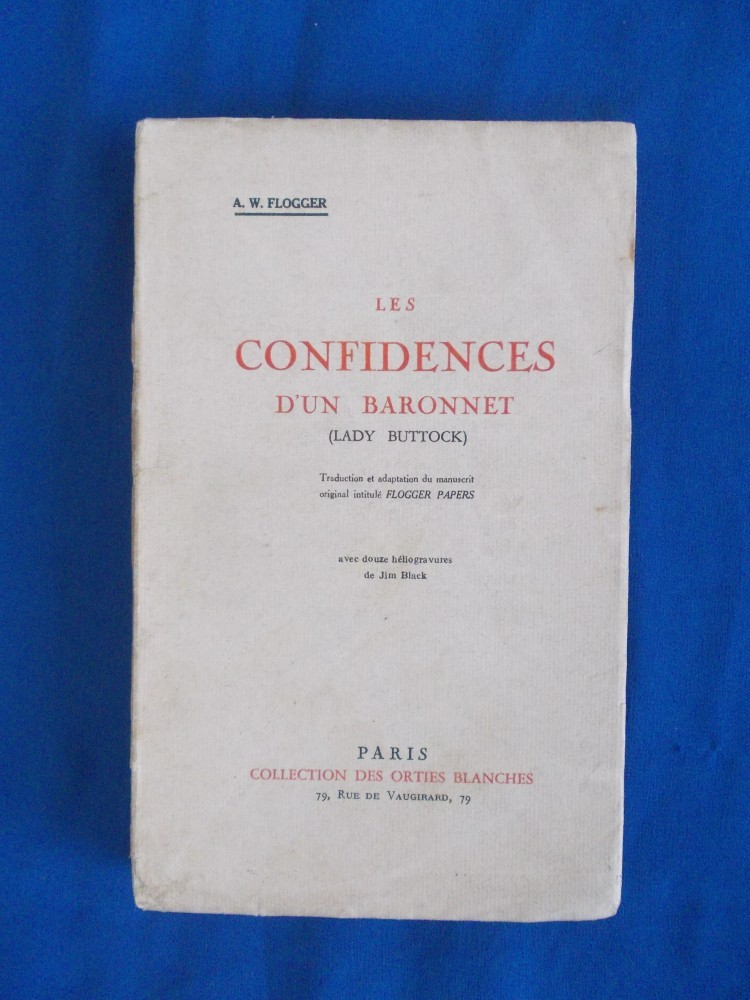 A. W. FLOGGER
LES
CONFIDENCES
D'UN BARONNET
(LADY BUTTOCK)
Traduction et adaptation du manuscrit
original intitulé FLOGGER PAPERS
avec douze héliogravures
de Jim Black
PARIS
COLLECTION DES ORTIES BLANCHES
79, RUE DE VAUGIRARD, 79